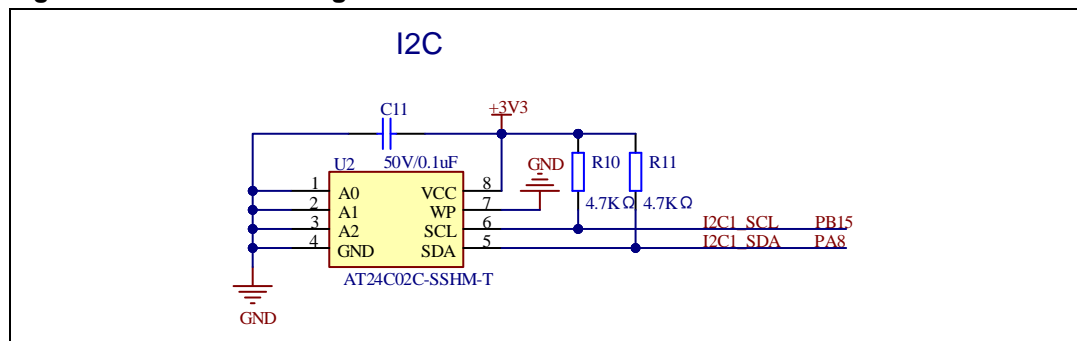 I2C
C11
+3V3
U2
50V/0.1uF
GND
R10
R11
4.7KΩ
4.7KΩ
1 A0
VCC 8
2 A1
WP 7
3 A2
SCL 6
4 GND
SDA 5
I2C1_SCL PB15
I2C1_SDA PA8
AT24C02C-SSHM-T
GND